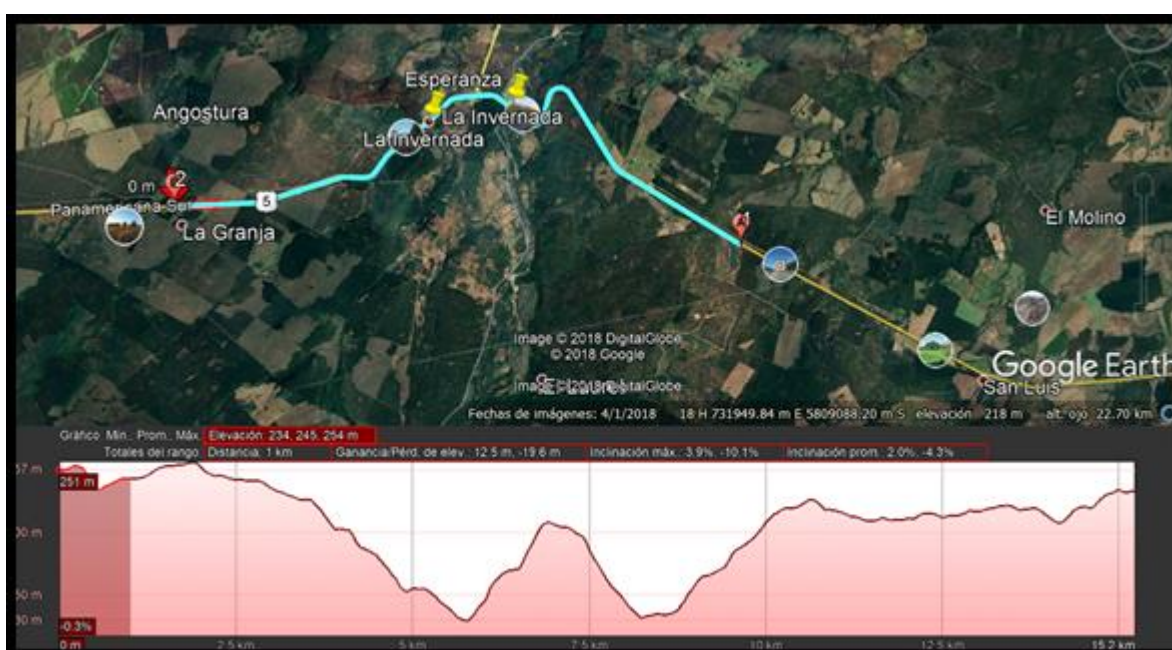 Esperanza
Angostura
La Invernada
La Invernada
0 m
2
Panamericana Sur
5
La Granja
1
El Molino
Image © 2018 DigitalGlobe
© 2018 Google
Google Earth
San Luis
Fechas de imágenes: 4/1/2018 18 H 731949.84 m E 5809088.20 m S elevación 218 m alt. ojo 22.70 km
Gráfico: Mín., Prom., Máx. Elevación: 234, 245, 254 m
Totales del rango: Distancia: 1 km Ganancia/Pérd. de elev.: 12.5 m, -19.6 m Inclinación máx.: 3.9%, -10.1% Inclinación prom.: 2.0%, -4.3%
251 m
-0.3%
0 m 2.5 km 5 km 7.5 km 10 km 12.5 km 15.2 km